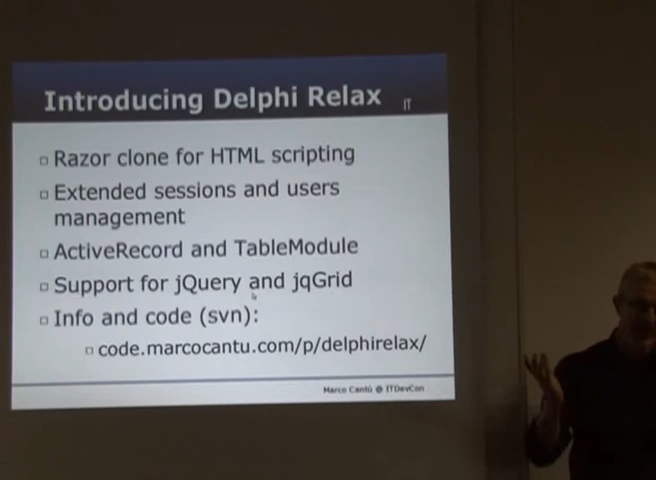 Introducing Delphi Relax
IT
Razor clone for HTML scripting
Extended sessions and users
management
ActiveRecord and TableModule
Support for jQuery and jqGrid
Info and code (svn):
code.marcocantu.com/p/delphirelax/
Marco Cantù @ ITDevCon